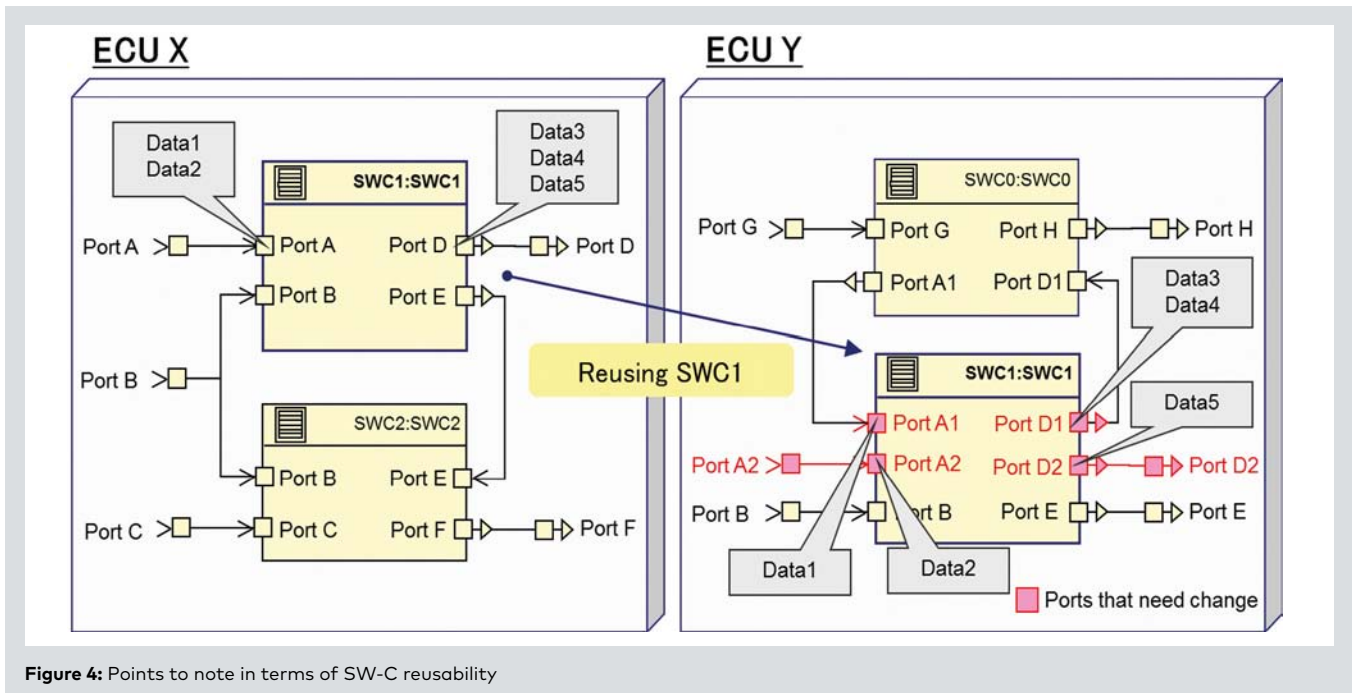 ECU X
Data1
Data2
Data3
Data4
Data5
SWC1:SWC1
Port A
Port A
Port D
Port D
Port B
Port E
Port B
SWC2:SWC2
Port B
Port E
Port C
Port C
Port F
Port F
Reusing SWC1
ECU Y
SWC0:SWC0
Port G
Port G
Port H
Port H
Port A1
Port D1
Data3
Data4
SWC1:SWC1
Data5
Port A1
Port D1
Port A2
Port A2
Port D2
Port D2
Port B
ort B
Port E
Port E
Data1
Data2
Ports that need change
Figure 4: Points to note in terms of SW-C reusability